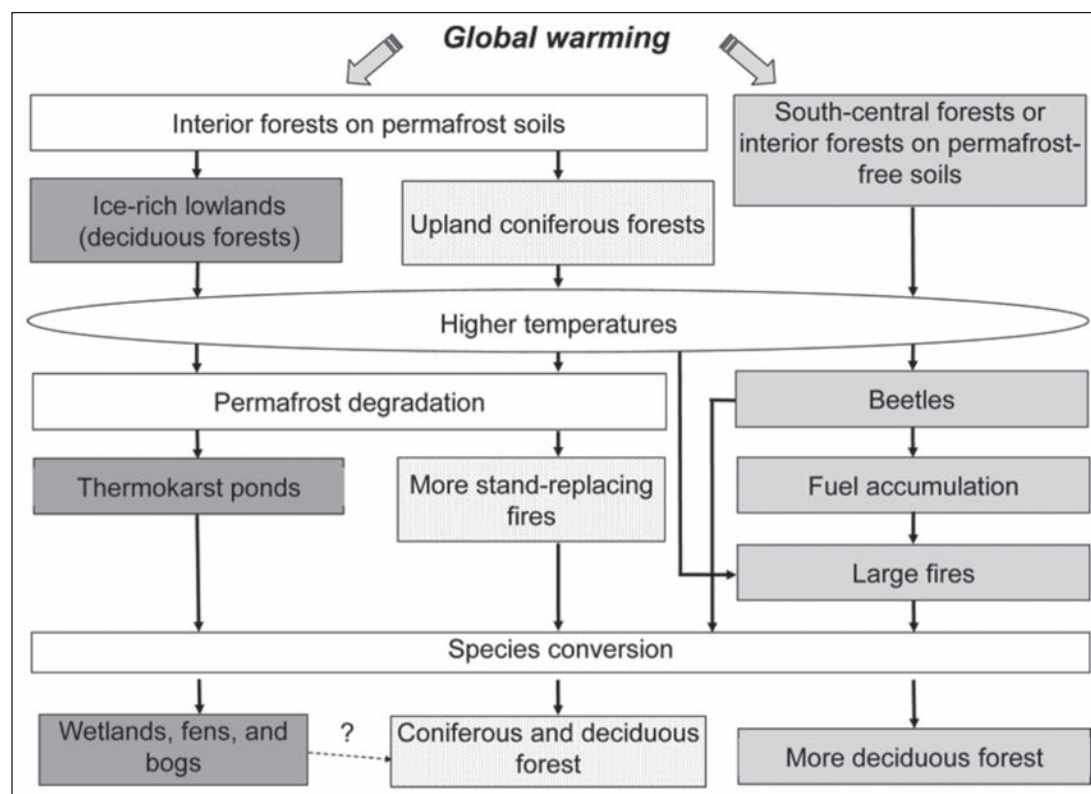 Global warming
Interior forests on permafrost soils
South-central forests or
interior forests on permafrost-
free soils
Ice-rich lowlands
(deciduous forests)
Upland coniferous forests
Higher temperatures
Permafrost degradation
Beetles
Thermokarst ponds
More stand-replacing
fires
Fuel accumulation
Large fires
Species conversion
Wetlands, fens, and
bogs
?
Coniferous and deciduous
forest
More deciduous forest